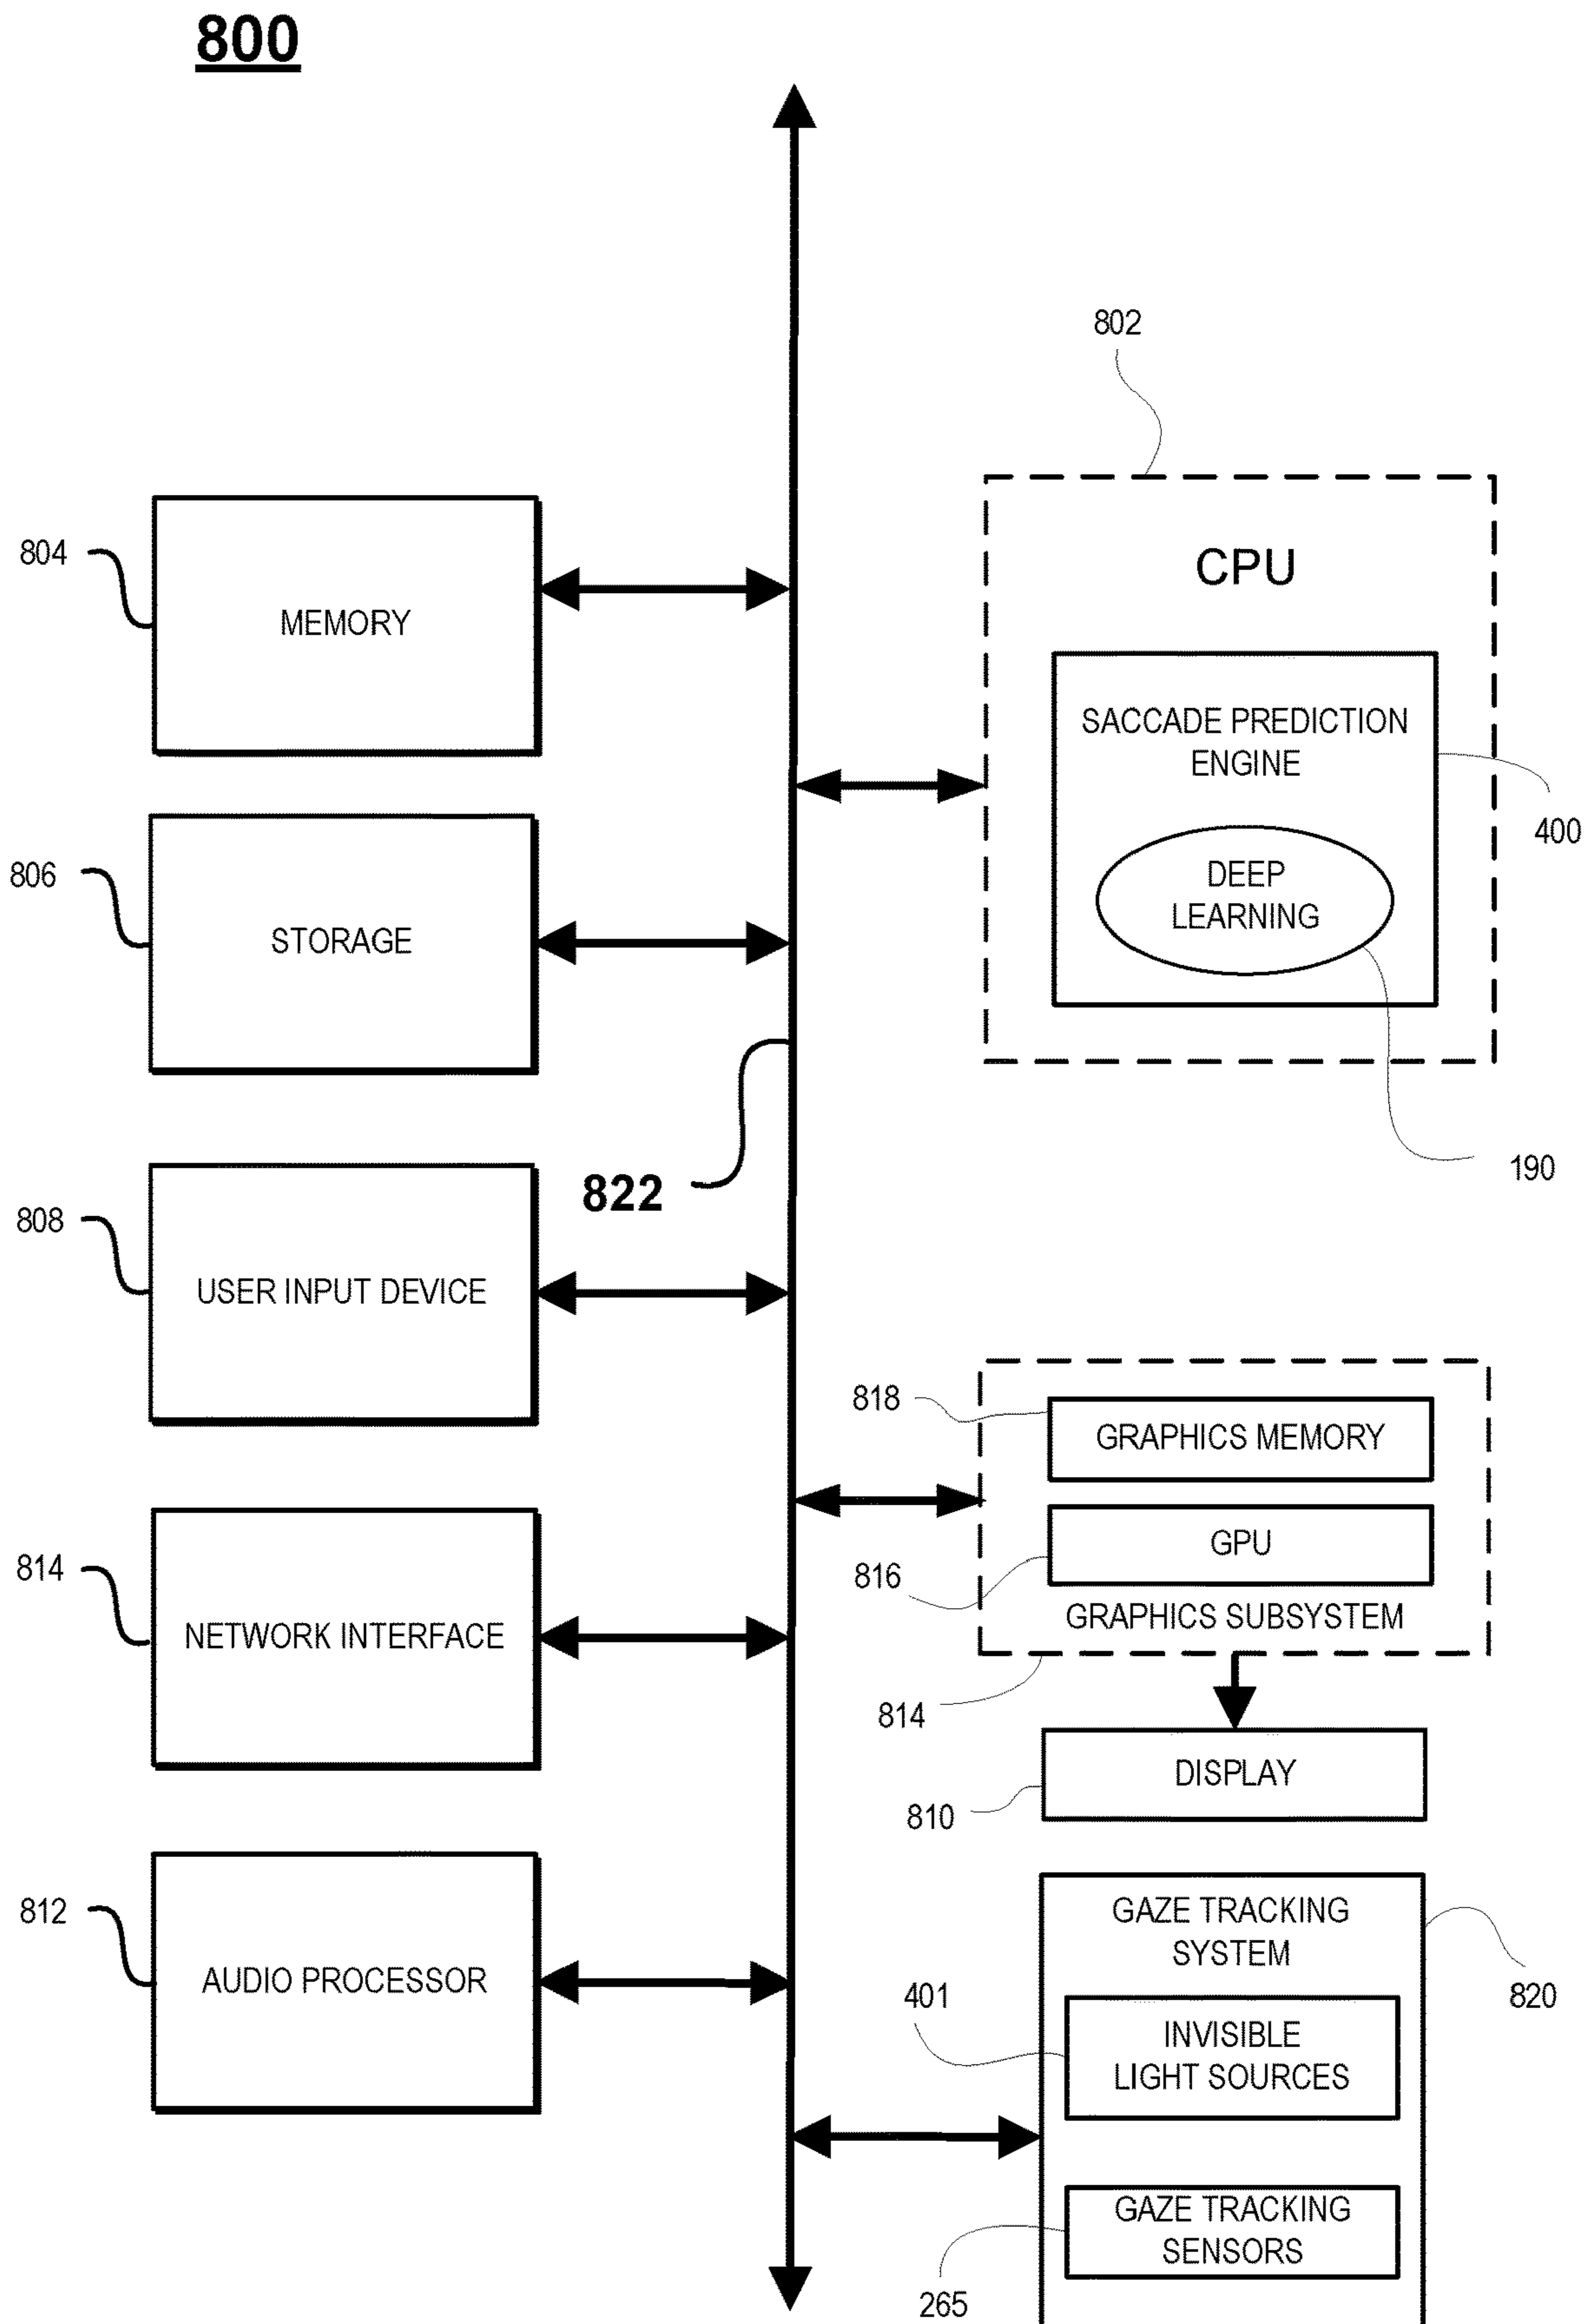 800
802
804
MEMORY
CPU
SACCADE PREDICTION
ENGINE
400
DEEP
LEARNING
190
806
STORAGE
822
808
USER INPUT DEVICE
818
GRAPHICS MEMORY
GPU
816
GRAPHICS SUBSYSTEM
814
814
NETWORK INTERFACE
DISPLAY
810
812
AUDIO PROCESSOR
GAZE TRACKING
SYSTEM
820
401
INVISIBLE
LIGHT SOURCES
GAZE TRACKING
SENSORS
265